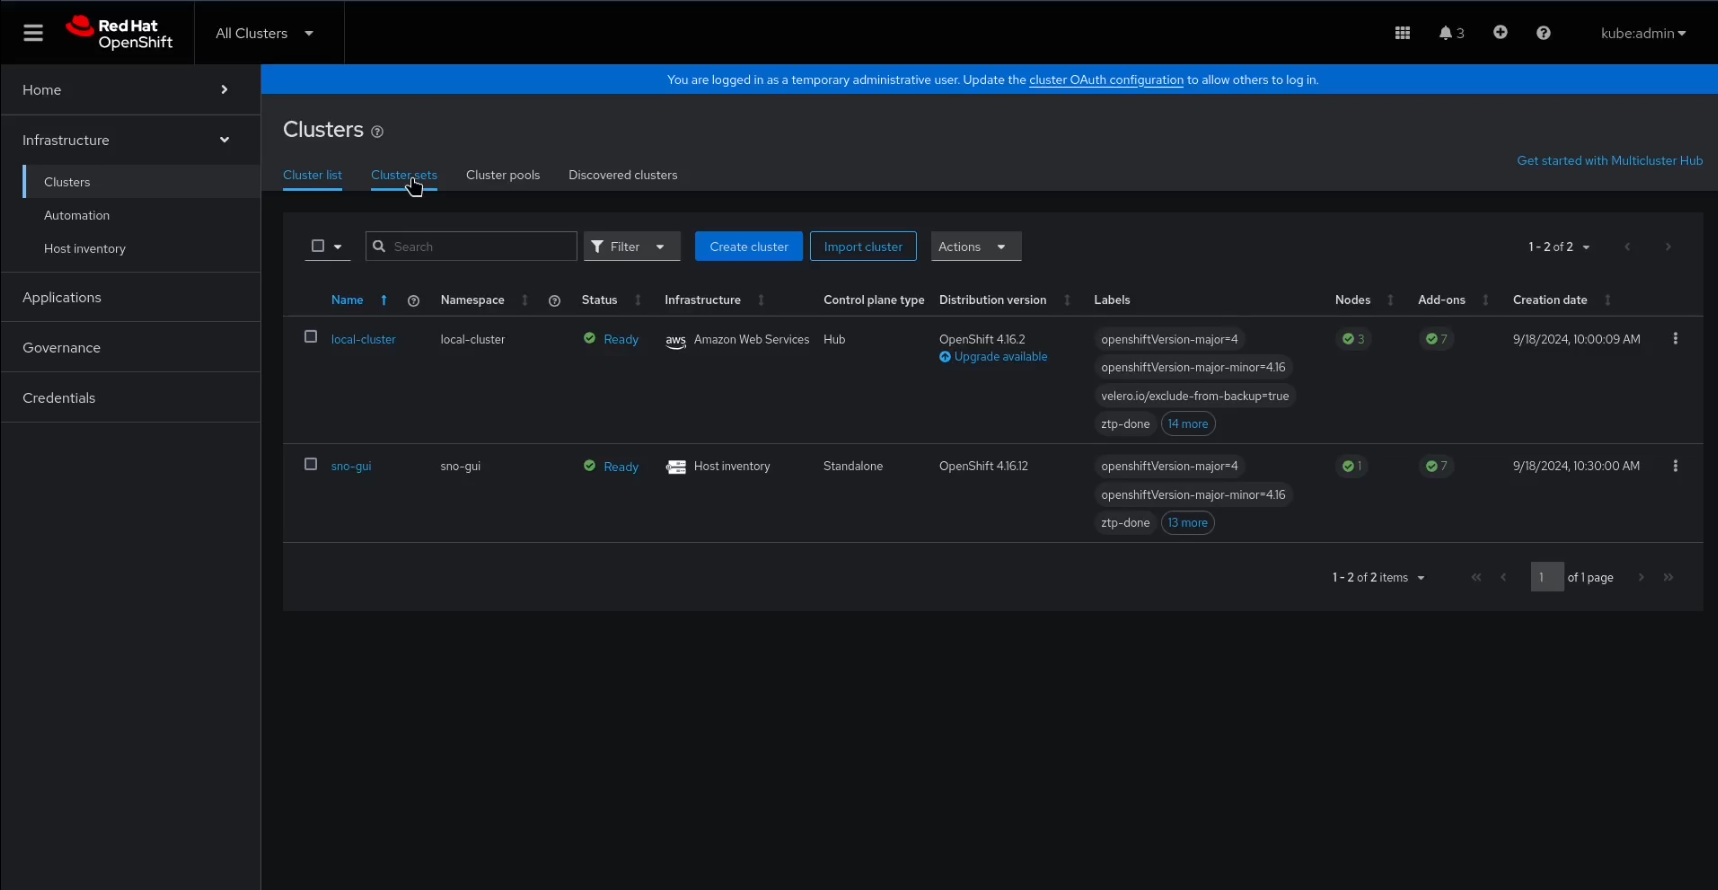 Red Hat
OpenShift
All Clusters
3
kube:admin
You are logged in as a temporary administrative user. Update the cluster OAuth configuration to allow others to log in.
Home
Infrastructure
Clusters
Automation
Host inventory
Applications
Governance
Credentials
Clusters
Get started with Multicluster Hub
Cluster list Cluster sets Cluster pools Discovered clusters
Search Filter Create cluster Import cluster Actions 1 - 2 of 2
Name Namespace Status Infrastructure Control plane type Distribution version Labels Nodes Add-ons Creation date
local-cluster local-cluster Ready aws Amazon Web Services Hub OpenShift 4.16.2 openshiftVersion-major=4 3 7 9/18/2024, 10:00:09 AM
Upgrade available
openshiftVersion-major-minor=4.16
velero.io/exclude-from-backup=true
ztp-done 14 more
sno-gui sno-gui Ready Host inventory Standalone OpenShift 4.16.12 openshiftVersion-major=4 1 7 9/18/2024, 10:30:00 AM
openshiftVersion-major-minor=4.16
ztp-done 13 more
1 - 2 of 2 items 1 of 1 page